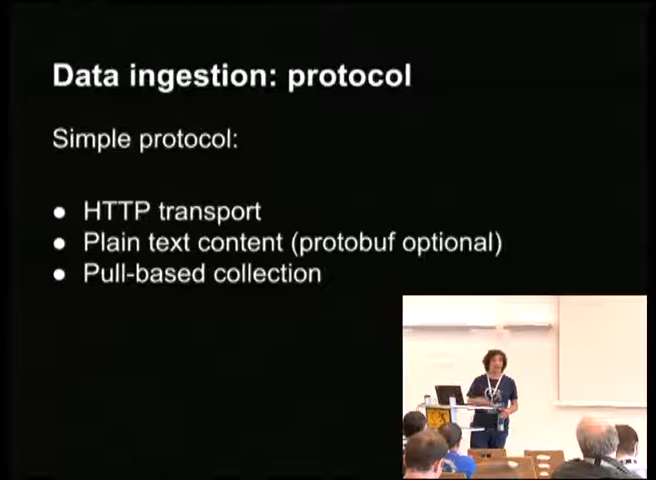 Data ingestion: protocol
Simple protocol:
● HTTP transport
● Plain text content (protobuf optional)
● Pull-based collection